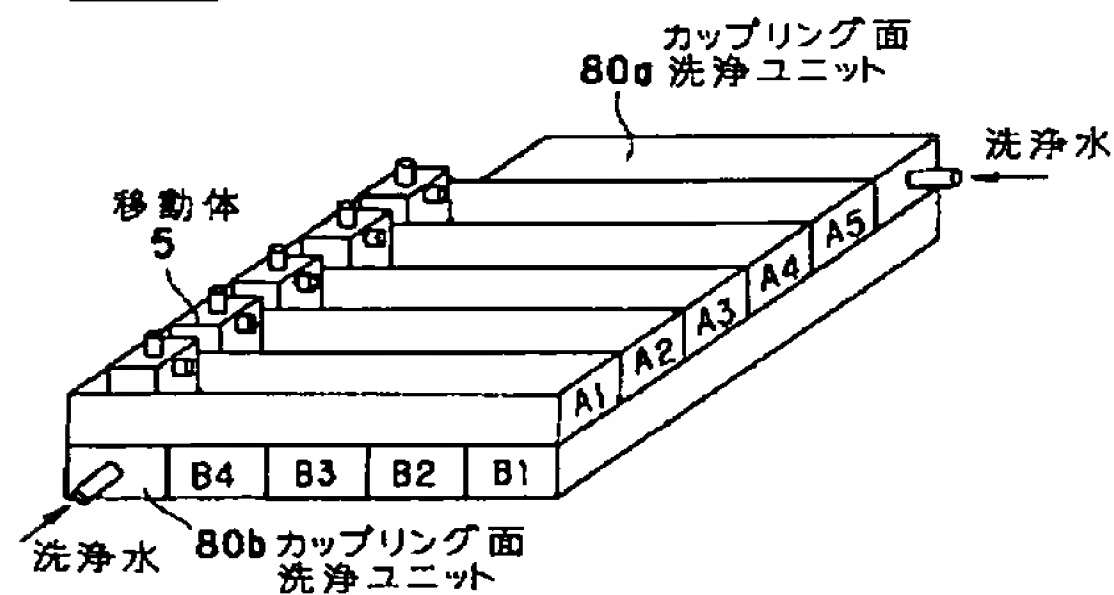 カップリング面
80a 洗浄ユニット
洗浄水
移動体
5
A5
A4
A3
A2
A1
B4 B3 B2 B1
80b カップリング面
洗浄ユニット
洗浄水